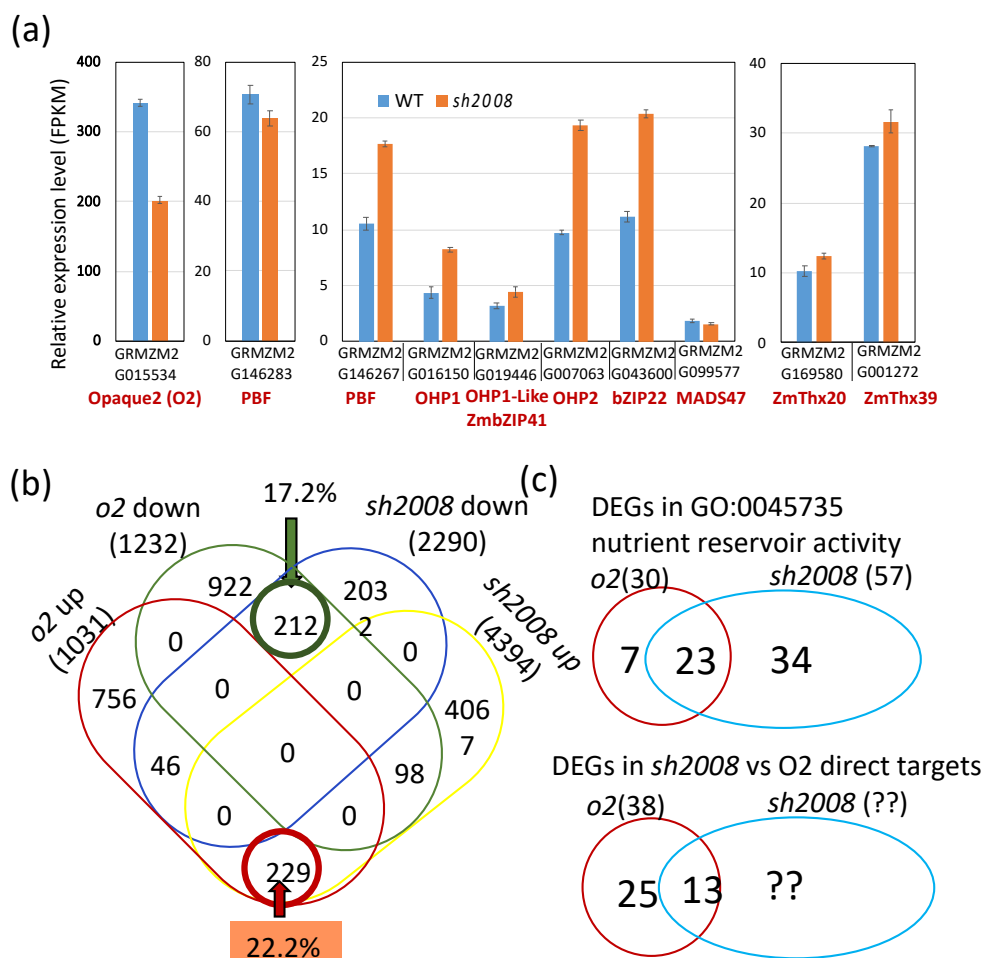 (a)
Relative expression level (FPKM)
400
300
200
100
0
80
60
40
20
0
25
20
15
10
5
0
40
30
20
10
0
WT sh2008
GRMZM2
G015534
Opaque2 (O2)
GRMZM2
G146283
PBF
GRMZM2
G146267
PBF
GRMZM2
G016150
OHP1
GRMZM2
G019446
OHP1-Like
ZmbZIP41
GRMZM2
G007063
OHP2
GRMZM2
G043600
bZIP22
GRMZM2
G099577
MADS47
GRMZM2
G169580
ZmThx20
GRMZM2
G001272
ZmThx39
(b)
17.2%
o2 down
(1232)
sh2008 down
(2290)
o2 up
(1031)
sh2008 up
(4394)
922
203
2
212
0
0
756
0
0
406
7
46
0
98
0
0
229
22.2%
(c)
DEGs in GO:0045735
nutrient reservoir activity
o2(30) sh2008 (57)
7 23 34
DEGs in sh2008 vs O2 direct targets
o2(38) sh2008 (??)
25 13 ??